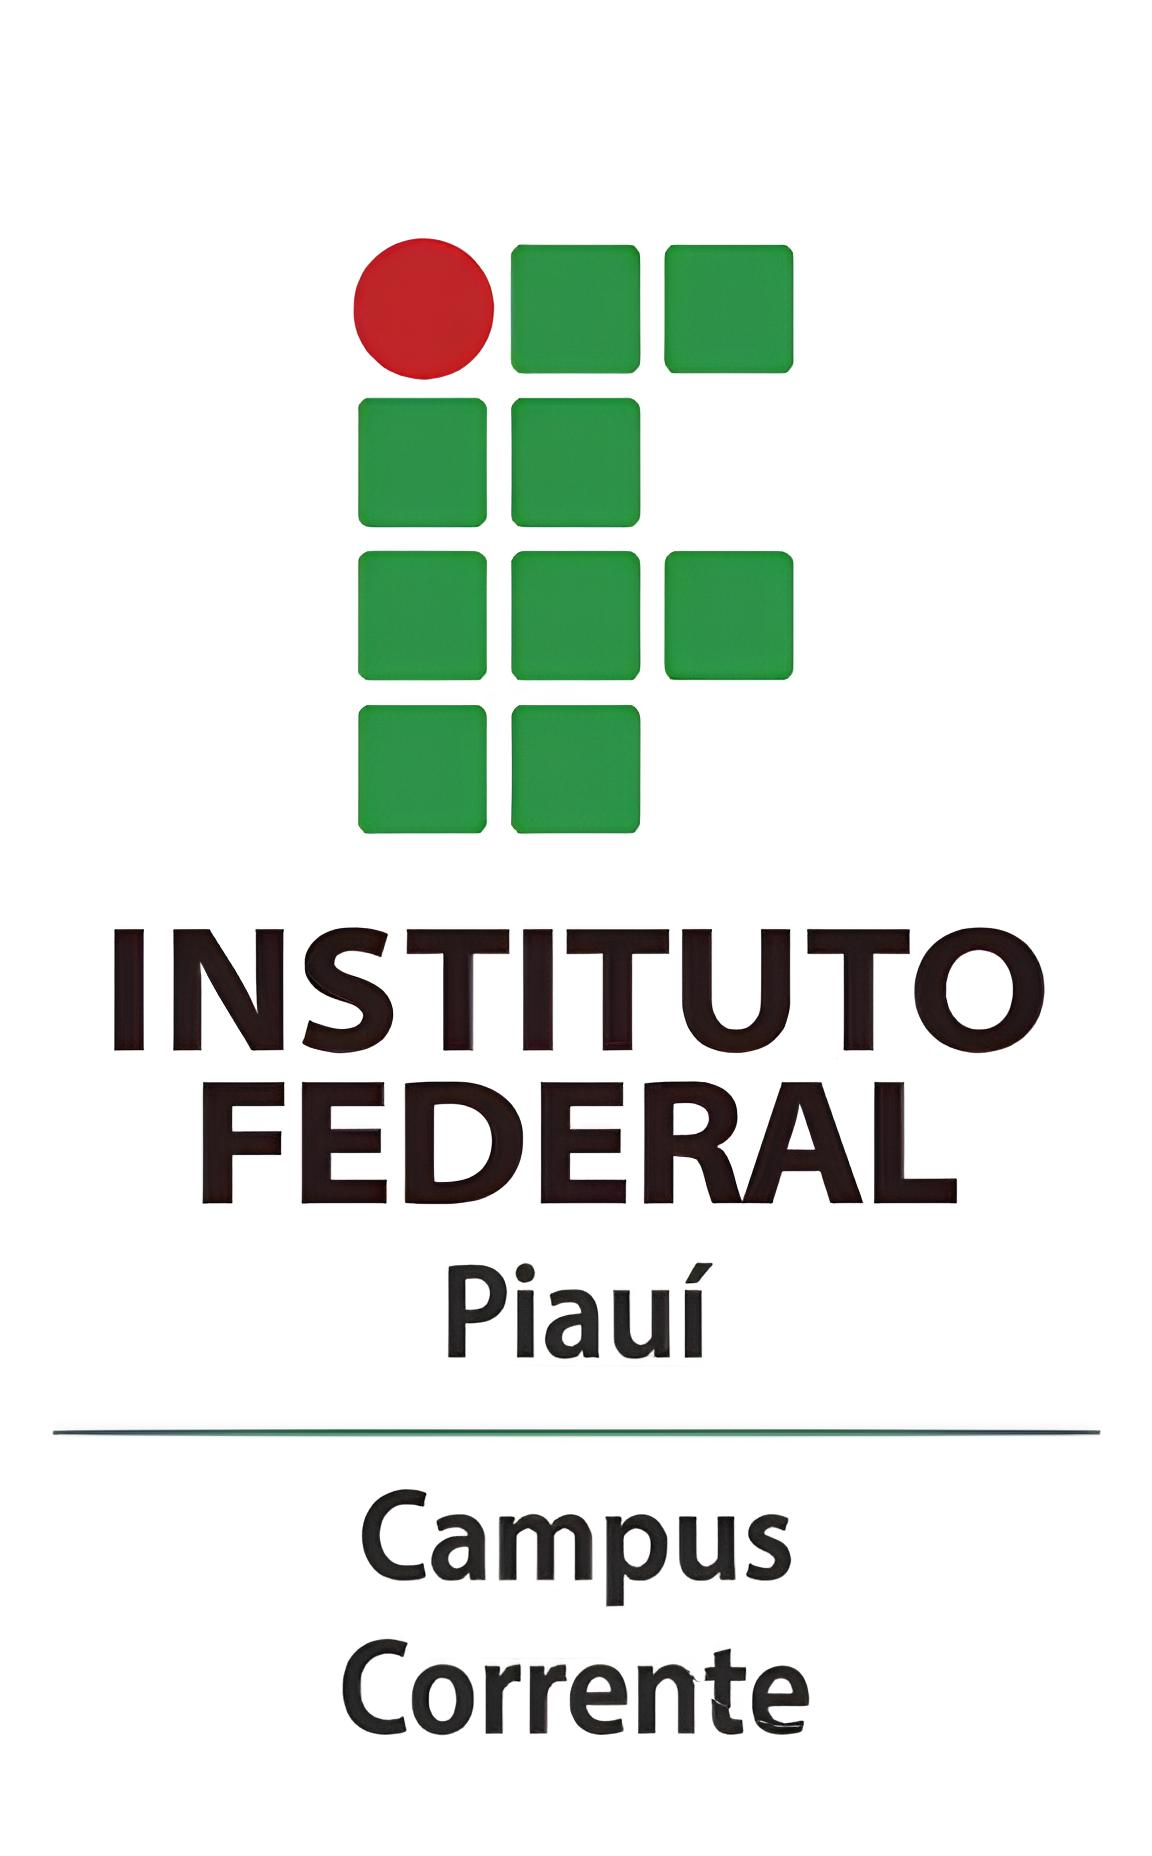 INSTITUTO
FEDERAL
Piauí
Campus
Corrente